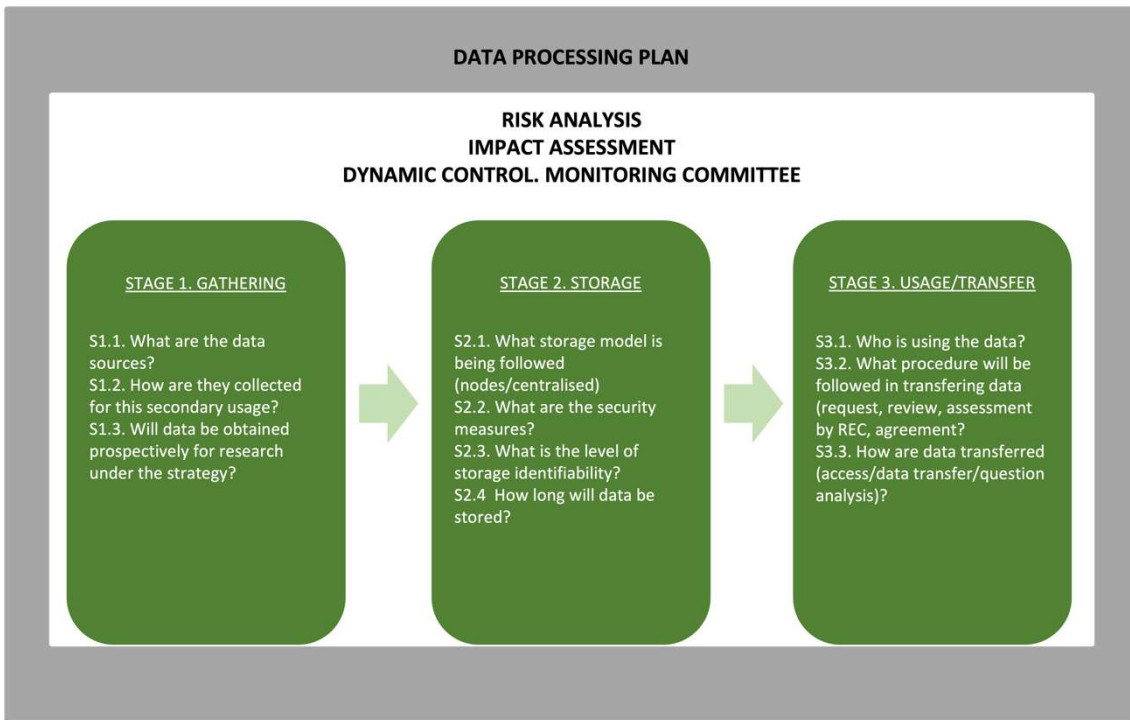 DATA PROCESSING PLAN
RISK ANALYSIS
IMPACT ASSESSMENT
DYNAMIC CONTROL. MONITORING COMMITTEE
STAGE 1. GATHERING
S1.1. What are the data
sources?
S1.2. How are they collected
for this secondary usage?
S1.3. Will data be obtained
prospectively for research
under the strategy?
STAGE 2. STORAGE
S2.1. What storage model is
being followed
(nodes/centralised)
S2.2. What are the security
measures?
S2.3. What is the level of
storage identifiability?
S2.4 How long will data be
stored?
STAGE 3. USAGE/TRANSFER
S3.1. Who is using the data?
S3.2. What procedure will be
followed in transfering data
(request, review, assessment
by REC, agreement?
S3.3. How are data transferred
(access/data transfer/question
analysis)?